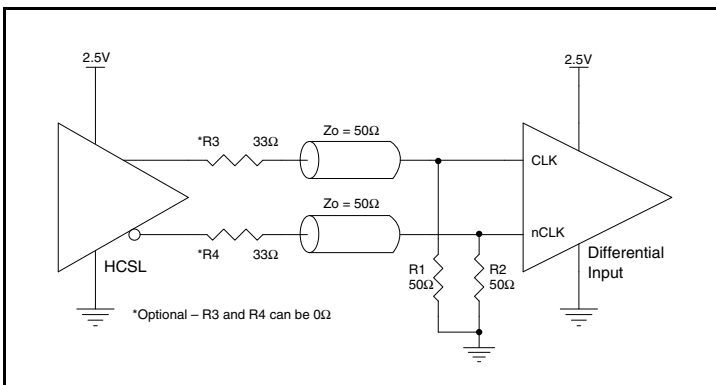 2.5V
2.5V
*R3 33Ω
Zo = 50Ω
CLK
Zo = 50Ω
nCLK
HCSL
*R4 33Ω
R1
50Ω
R2
50Ω
Differential
Input
*Optional – R3 and R4 can be 0Ω